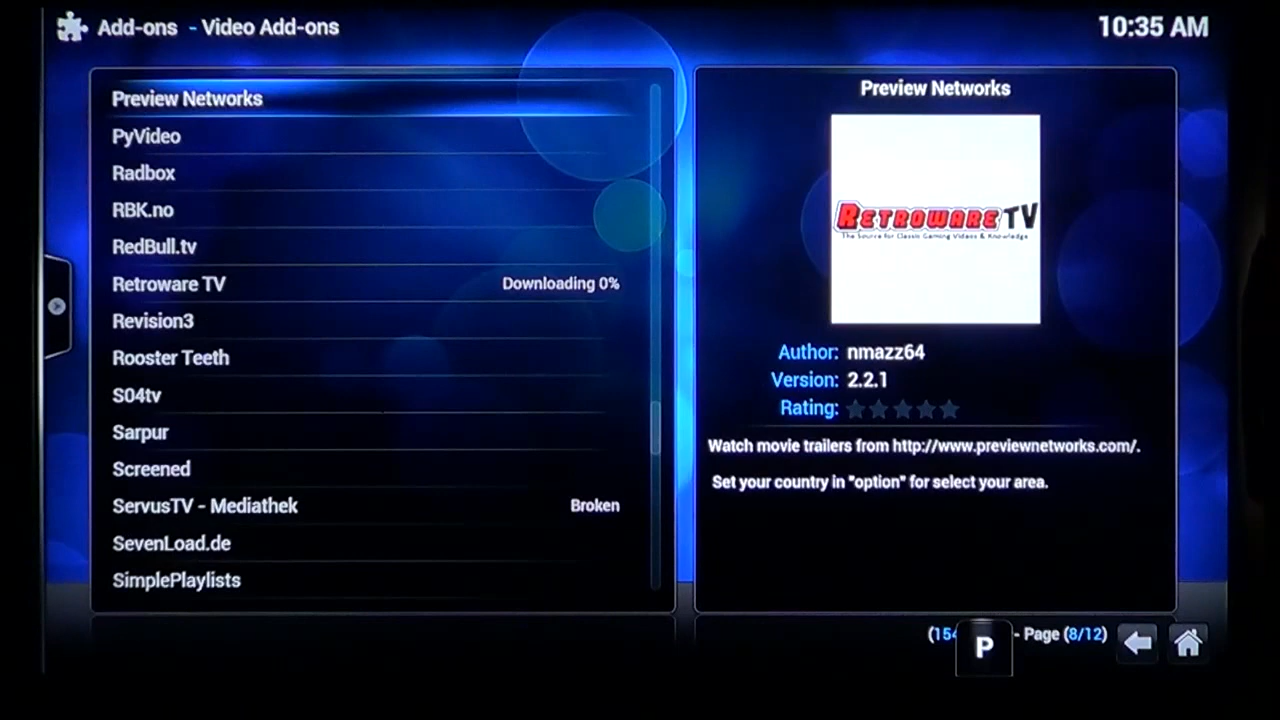 Add-ons - Video Add-ons
10:35 AM
Preview Networks
PyVideo
Radbox
RBK.no
RedBull.tv
Retroware TV Downloading 0%
Revision3
Rooster Teeth
S04tv
Sarpur
Screened
ServusTV - Mediathek Broken
SevenLoad.de
SimplePlaylists
Preview Networks
RETROWARE TV
The Source for Classic Gaming Videos & Knowledge
Author: nmazz64
Version: 2.2.1
Rating:
Watch movie trailers from http://www.previewnetworks.com/.
Set your country in "option" for select your area.
(154 P - Page (8/12)